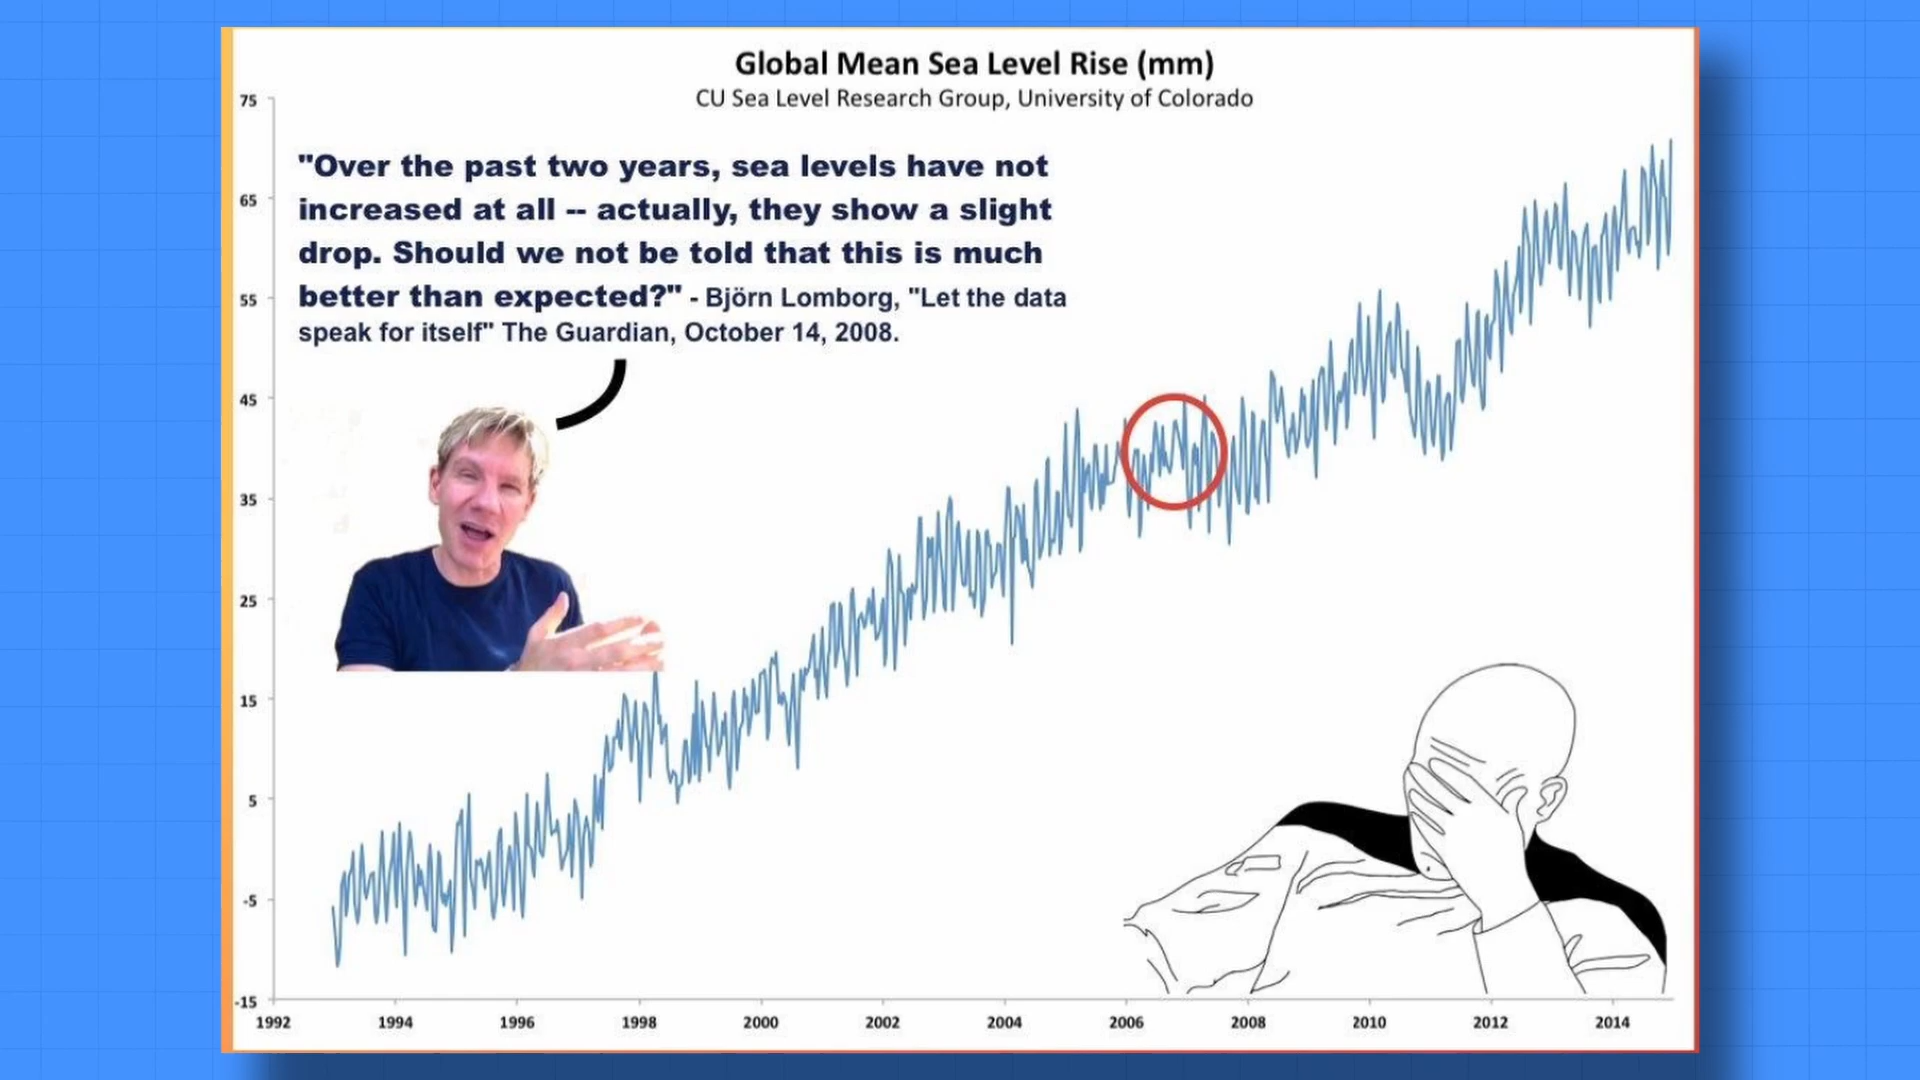 Global Mean Sea Level Rise (mm)
CU Sea Level Research Group, University of Colorado
75
"Over the past two years, sea levels have not
increased at all -- actually, they show a slight
drop. Should we not be told that this is much
better than expected?" - Björn Lomborg, "Let the data
speak for itself" The Guardian, October 14, 2008.
65
55
45
35
25
15
5
-5
-15
1992 1994 1996 1998 2000 2002 2004 2006 2008 2010 2012 2014